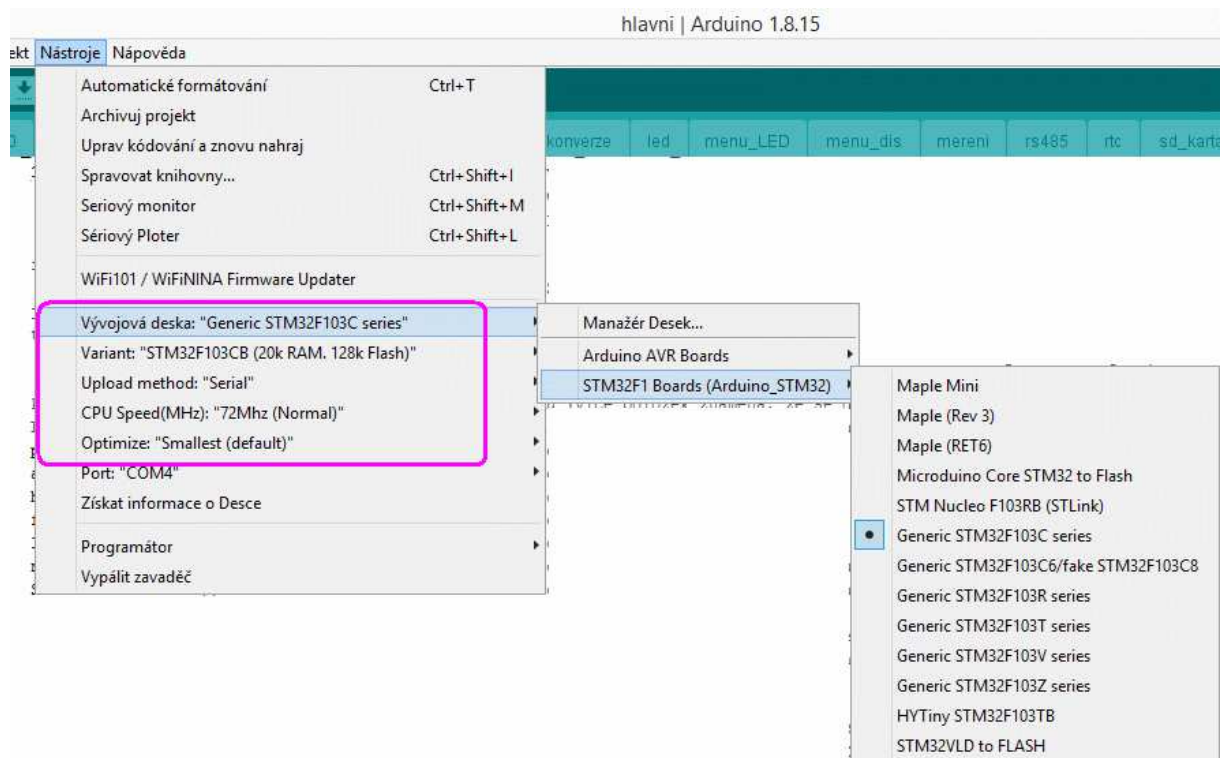 hlavni | Arduino 1.8.15
ekt Nástroje Nápověda
Automatické formátování Ctrl+T
Archivuj projekt
Uprav kódování a znovu nahraj
konverze led menu_LED menu_dis mereni rs485 rtc sd_karta
Spravovat knihovny... Ctrl+Shift+I
Seriový monitor Ctrl+Shift+M
Sériový Ploter Ctrl+Shift+L
WiFi101 / WiFiNINA Firmware Updater
Vývojová deska: "Generic STM32F103C series"
Variant: "STM32F103CB (20k RAM. 128k Flash)"
Upload method: "Serial"
CPU Speed(MHz): "72Mhz (Normal)"
Optimize: "Smallest (default)"
Port: "COM4"
Získat informace o Desce
Programátor
Vypálit zavaděč
Manažér Desek...
Arduino AVR Boards
STM32F1 Boards (Arduino_STM32)
Maple Mini
Maple (Rev 3)
Maple (RET6)
Microduino Core STM32 to Flash
STM Nucleo F103RB (STLink)
Generic STM32F103C series
Generic STM32F103C6/fake STM32F103C8
Generic STM32F103R series
Generic STM32F103T series
Generic STM32F103V series
Generic STM32F103Z series
HYTiny STM32F103TB
STM32VLD to FLASH